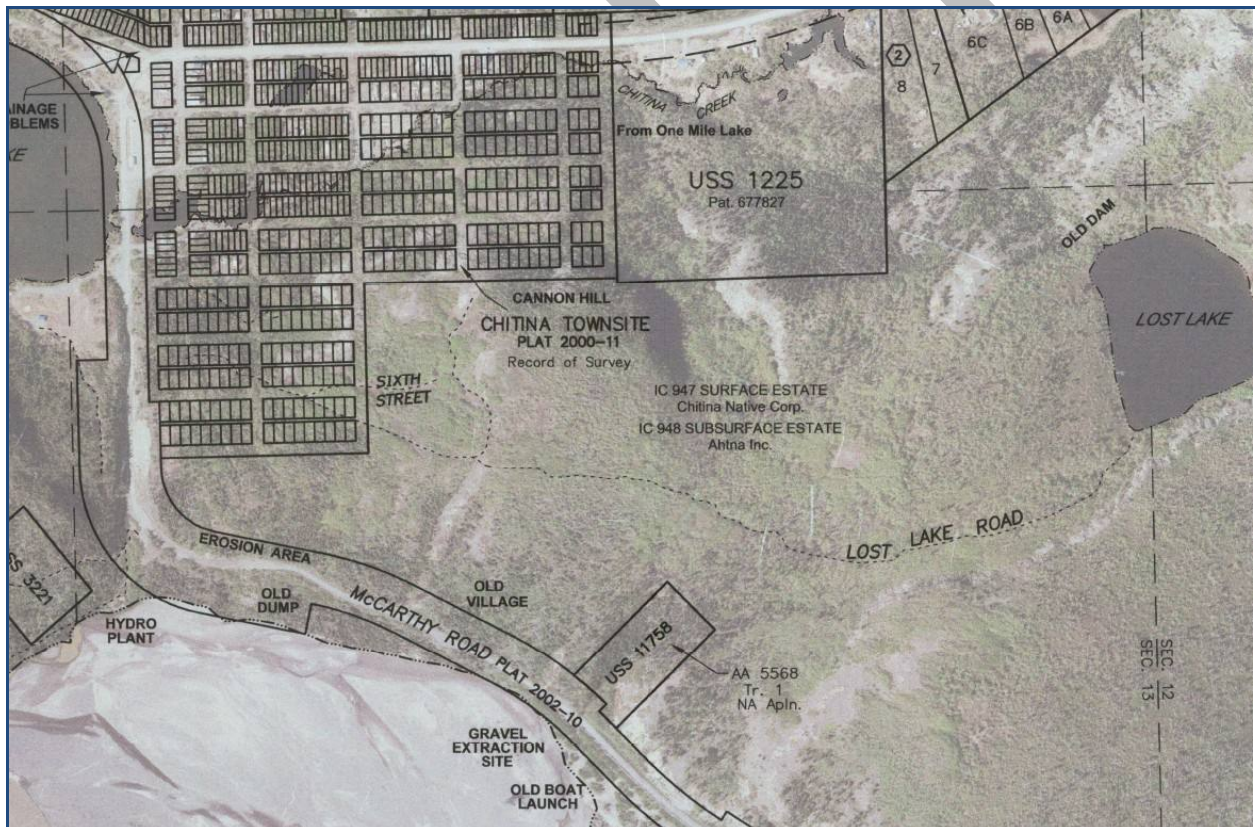 6A
6B
6C
2
7
8
AINAGE
BLEMS
KE
CHITINA CREEK
From One Mile Lake
USS 1225
Pat. 677827
OLD DAM
LOST LAKE
CANNON HILL
CHITINA TOWNSITE
PLAT 2000-11
Record of Survey
SIXTH
STREET
IC 947 SURFACE ESTATE
Chitina Native Corp.
IC 948 SUBSURFACE ESTATE
Ahtna Inc.
LOST LAKE ROAD
EROSION AREA
SS 3221
OLD
DUMP
OLD
VILLAGE
HYDRO
PLANT
McCARTHY ROAD PLAT 2002-10
USS 11758
AA 5568
Tr. 1
NA Apln.
SEC. 12
SEC. 13
GRAVEL
EXTRACTION
SITE
OLD BOAT
LAUNCH